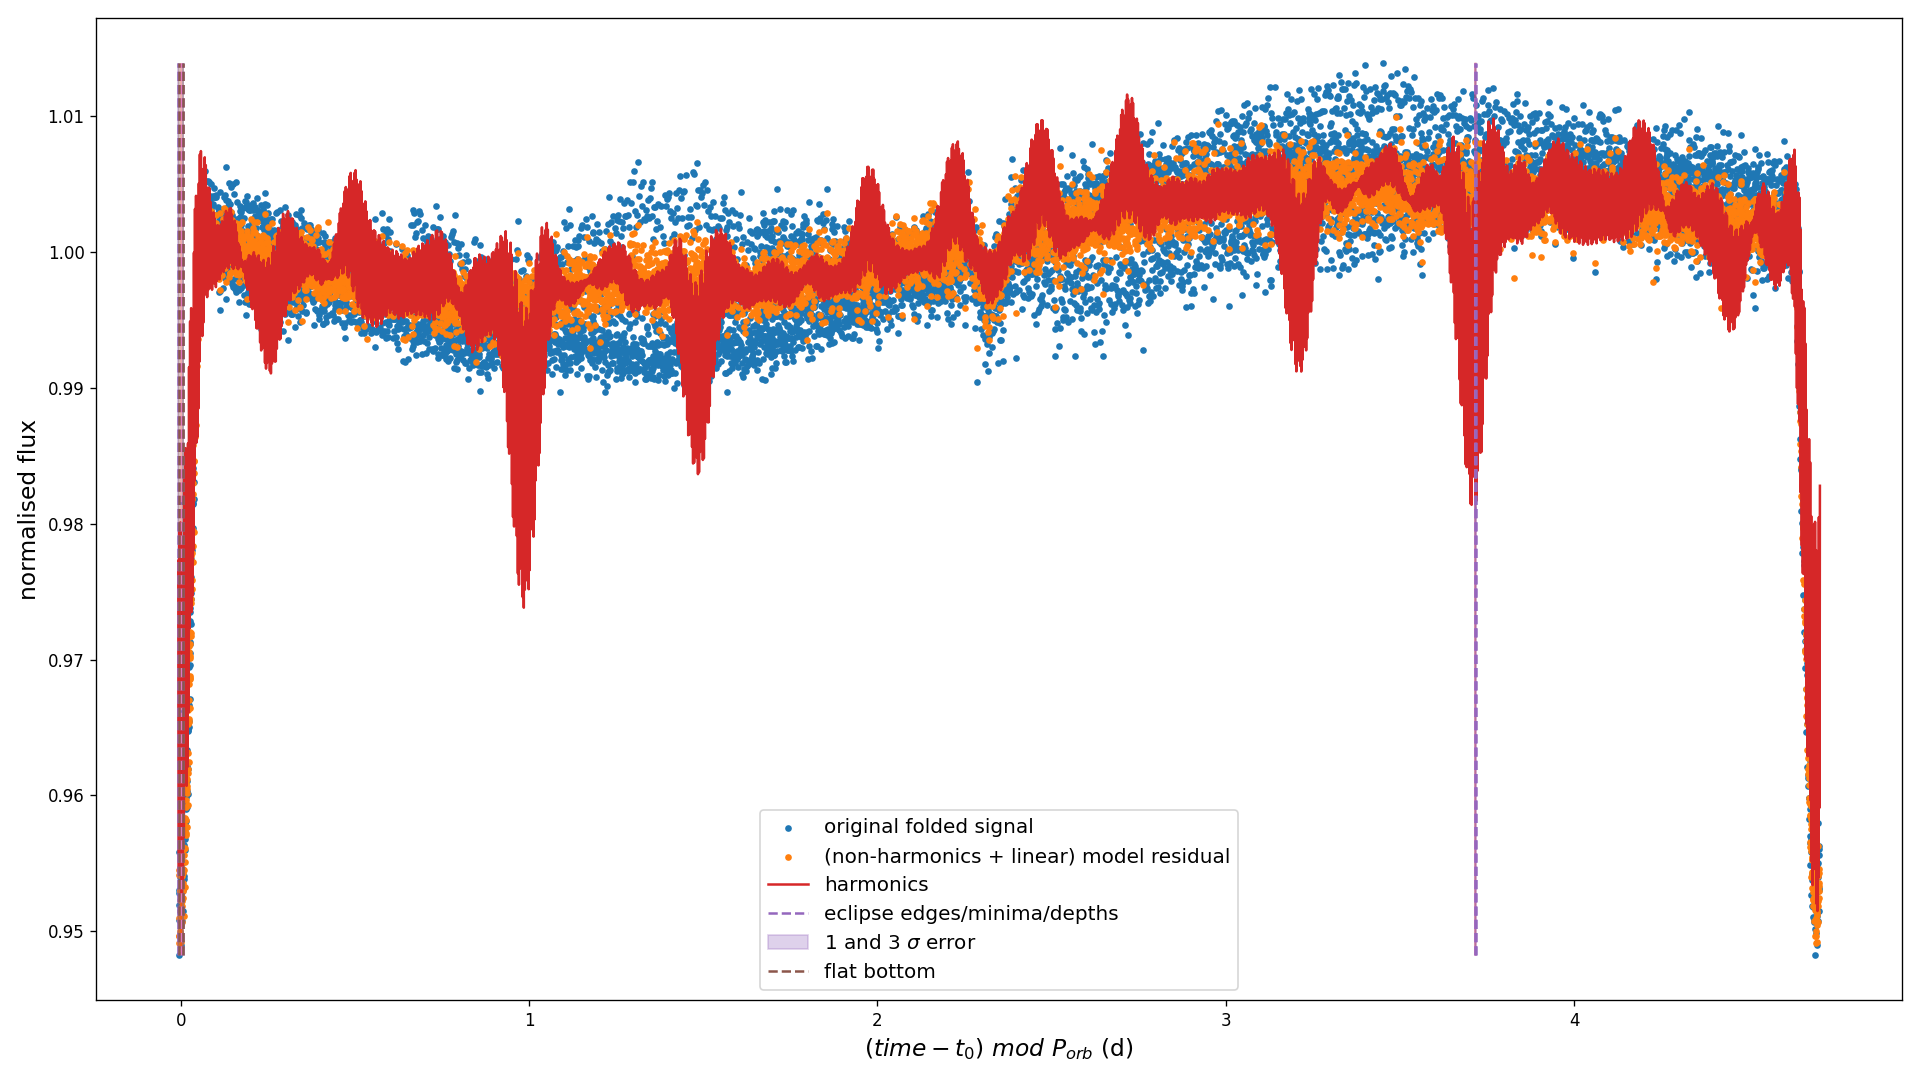 normalised flux
1.01
1.00
0.99
0.98
0.97
0.96
0.95
original folded signal
(non-harmonics + linear) model residual
harmonics
eclipse edges/minima/depths
1 and 3 σ error
flat bottom
0 1 2 3 4
(time − t₀) mod Pₒᵣb (d)